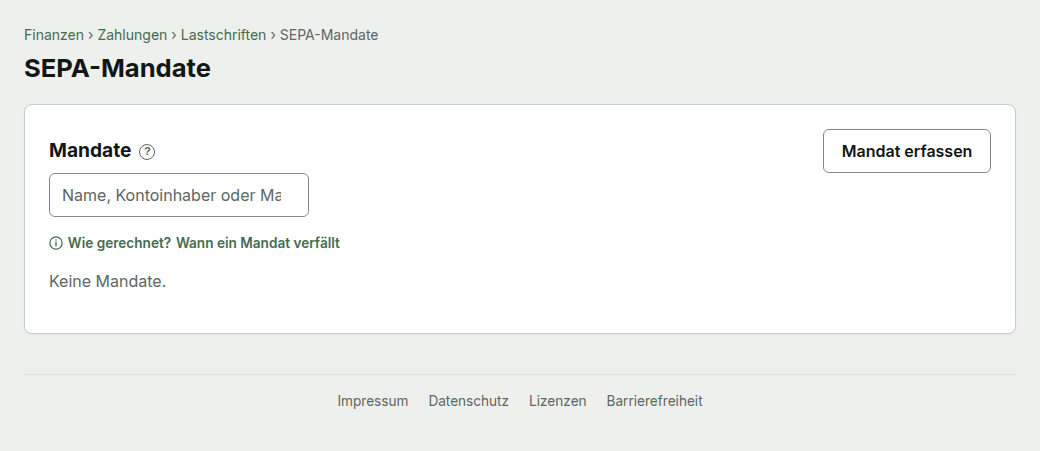 Finanzen › Zahlungen › Lastschriften › SEPA-Mandate
SEPA-Mandate
Mandate ?
Mandat erfassen
Name, Kontoinhaber oder Ma
Wie gerechnet? Wann ein Mandat verfällt
Keine Mandate.
Impressum Datenschutz Lizenzen Barrierefreiheit